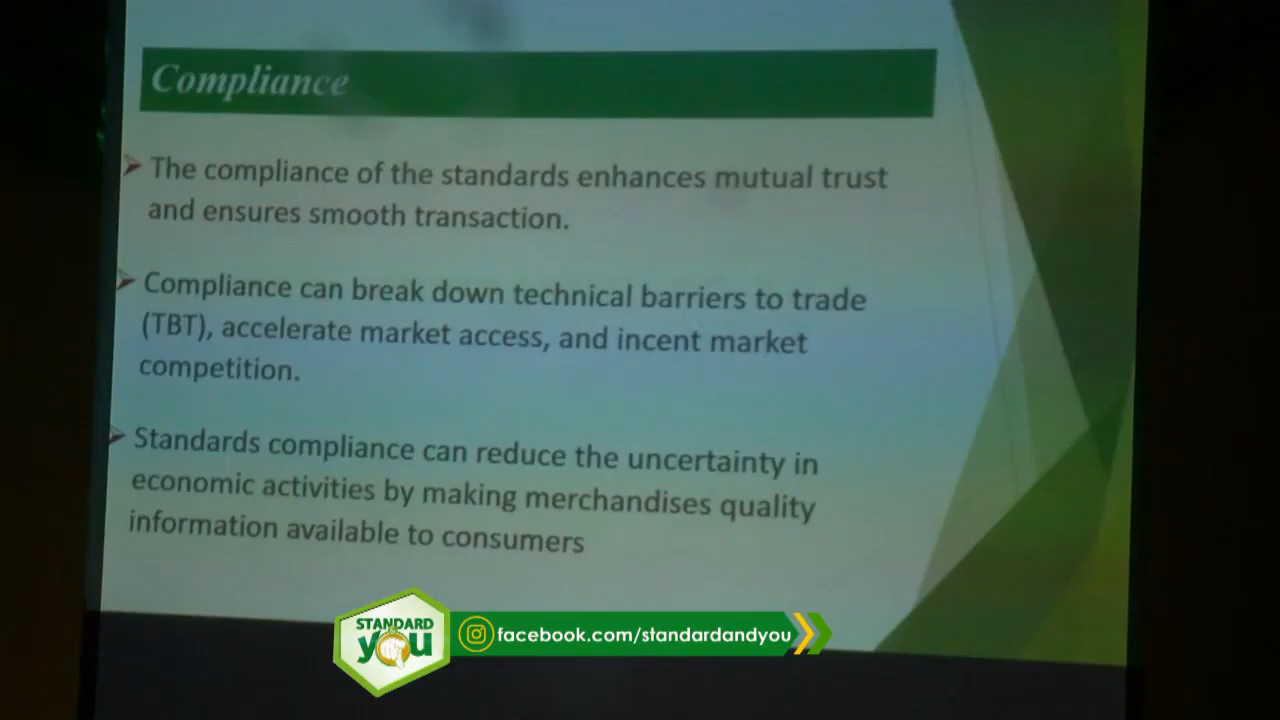 Compliance
The compliance of the standards enhances mutual trust
and ensures smooth transaction.
Compliance can break down technical barriers to trade
(TBT), accelerate market access, and incent market
competition.
Standards compliance can reduce the uncertainty in
economic activities by making merchandises quality
information available to consumers
STANDARD
you
facebook.com/standardandyou